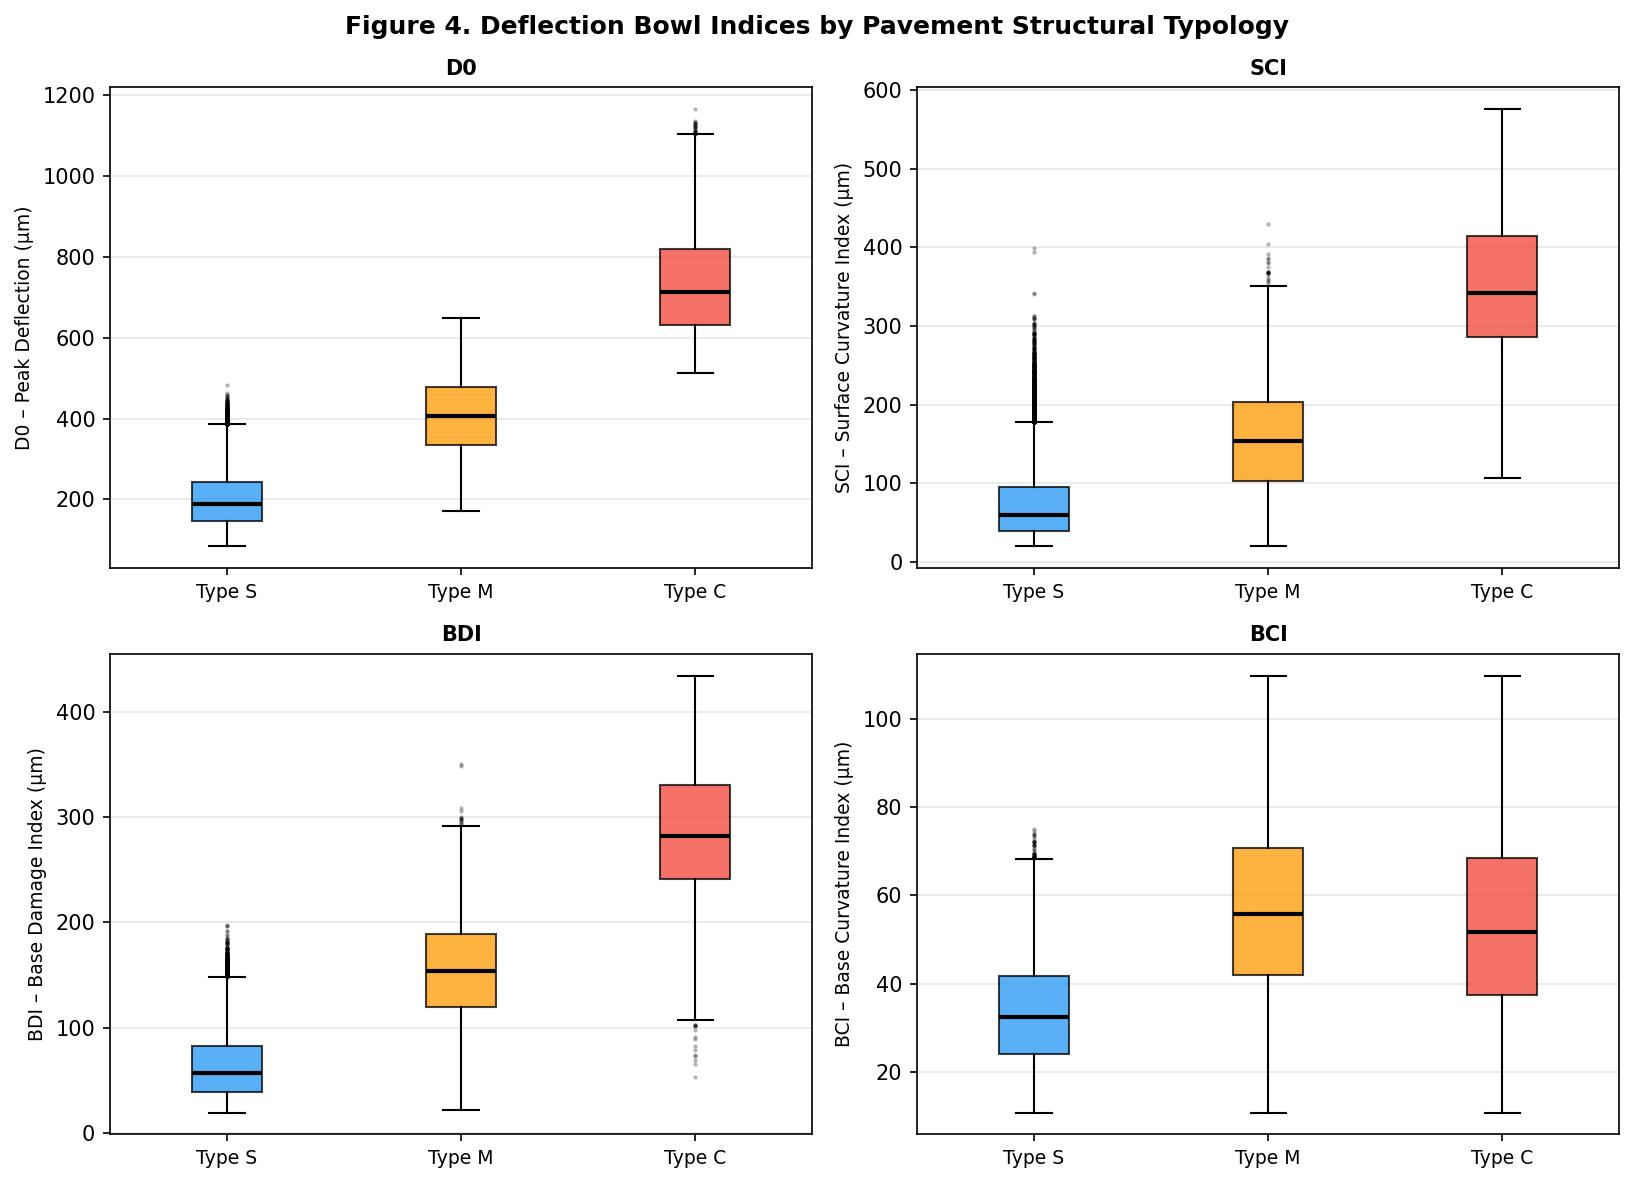 Figure 4. Deflection Bowl Indices by Pavement Structural Typology
D0
D0 – Peak Deflection (µm)
1200
1000
800
600
400
200
Type S
Type M
Type C
SCI
SCI – Surface Curvature Index (µm)
600
500
400
300
200
100
0
Type S
Type M
Type C
BDI
BDI – Base Damage Index (µm)
400
300
200
100
0
Type S
Type M
Type C
BCI
BCI – Base Curvature Index (µm)
100
80
60
40
20
Type S
Type M
Type C